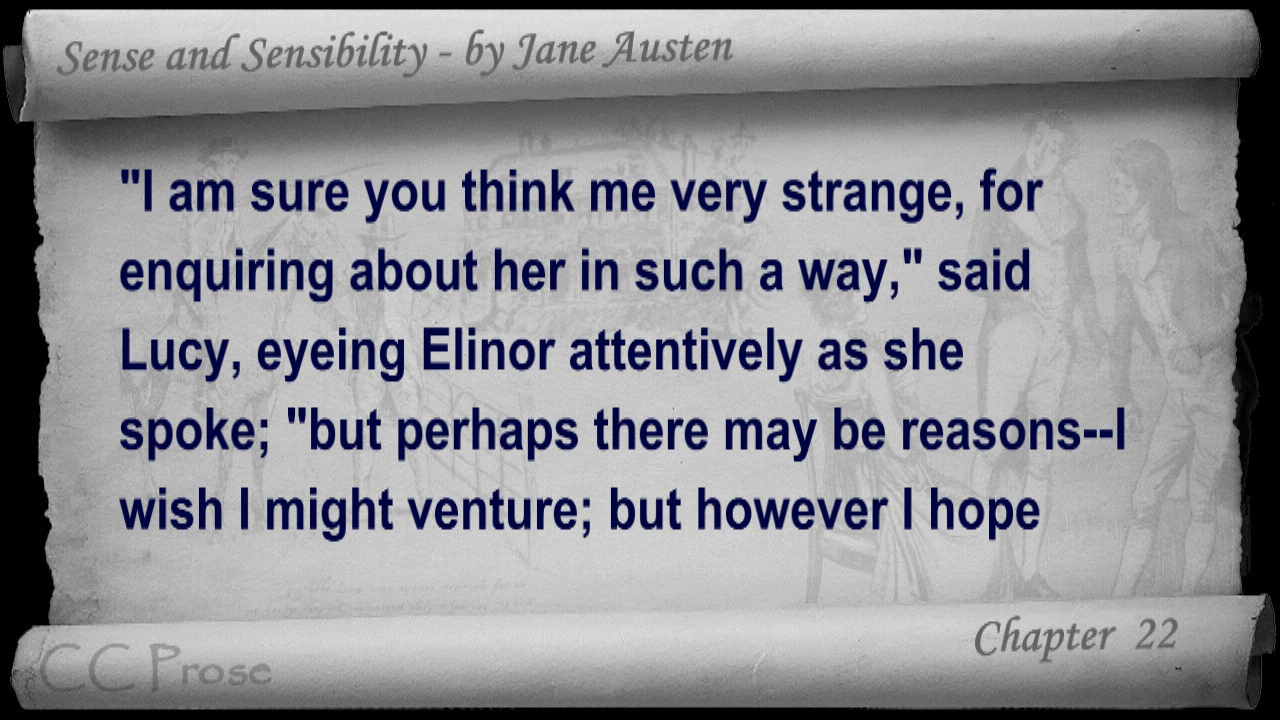 Sense and Sensibility - by Jane Austen
"I am sure you think me very strange, for
enquiring about her in such a way," said
Lucy, eyeing Elinor attentively as she
spoke; "but perhaps there may be reasons--I
wish I might venture; but however I hope
Chapter 22
CC Prose